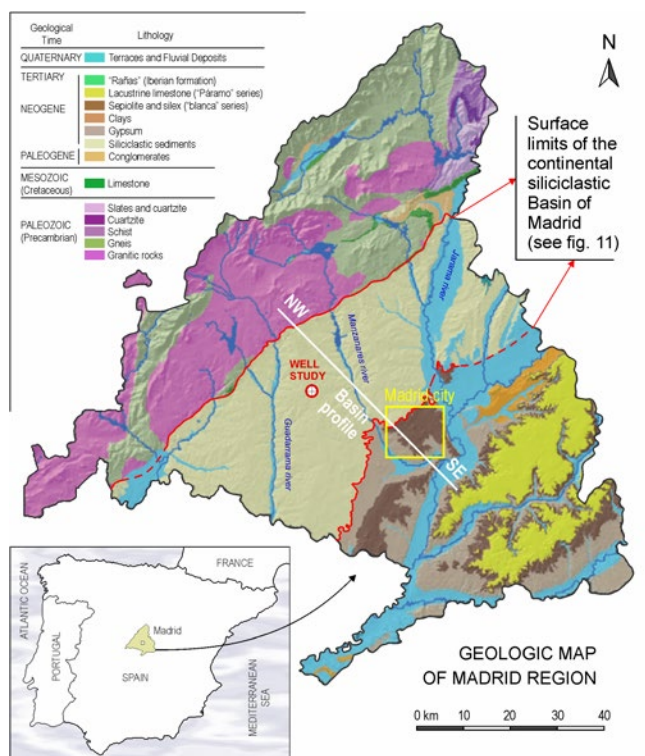 Geological Time
Lithology
QUATERNARY
Terraces and Fluvial Deposits
TERTIARY
"Rañas" (Iberian formation)
Lacustrine limestone ("Páramo" series)
NEOGENE
Sepiolite and silex ("blanca" series)
Clays
Gypsum
Siliciclastic sediments
PALEOGENE
Conglomerates
MESOZOIC (Cretaceous)
Limestone
PALEOZOIC (Precambrian)
Slates and cuartzite
Cuartzite
Schist
Gneis
Granitic rocks
N
Surface
limits of the
continental
siliciclastic
Basin of
Madrid
(see fig. 11)
Jarama river
NW
Manzanares river
WELL
STUDY
Basin profile
Madrid city
Guadarrama river
SE
FRANCE
ATLANTIC OCEAN
PORTUGAL
Madrid
SPAIN
MEDITERRANEAN SEA
GEOLOGIC MAP
OF MADRID REGION
0 km 10 20 30 40